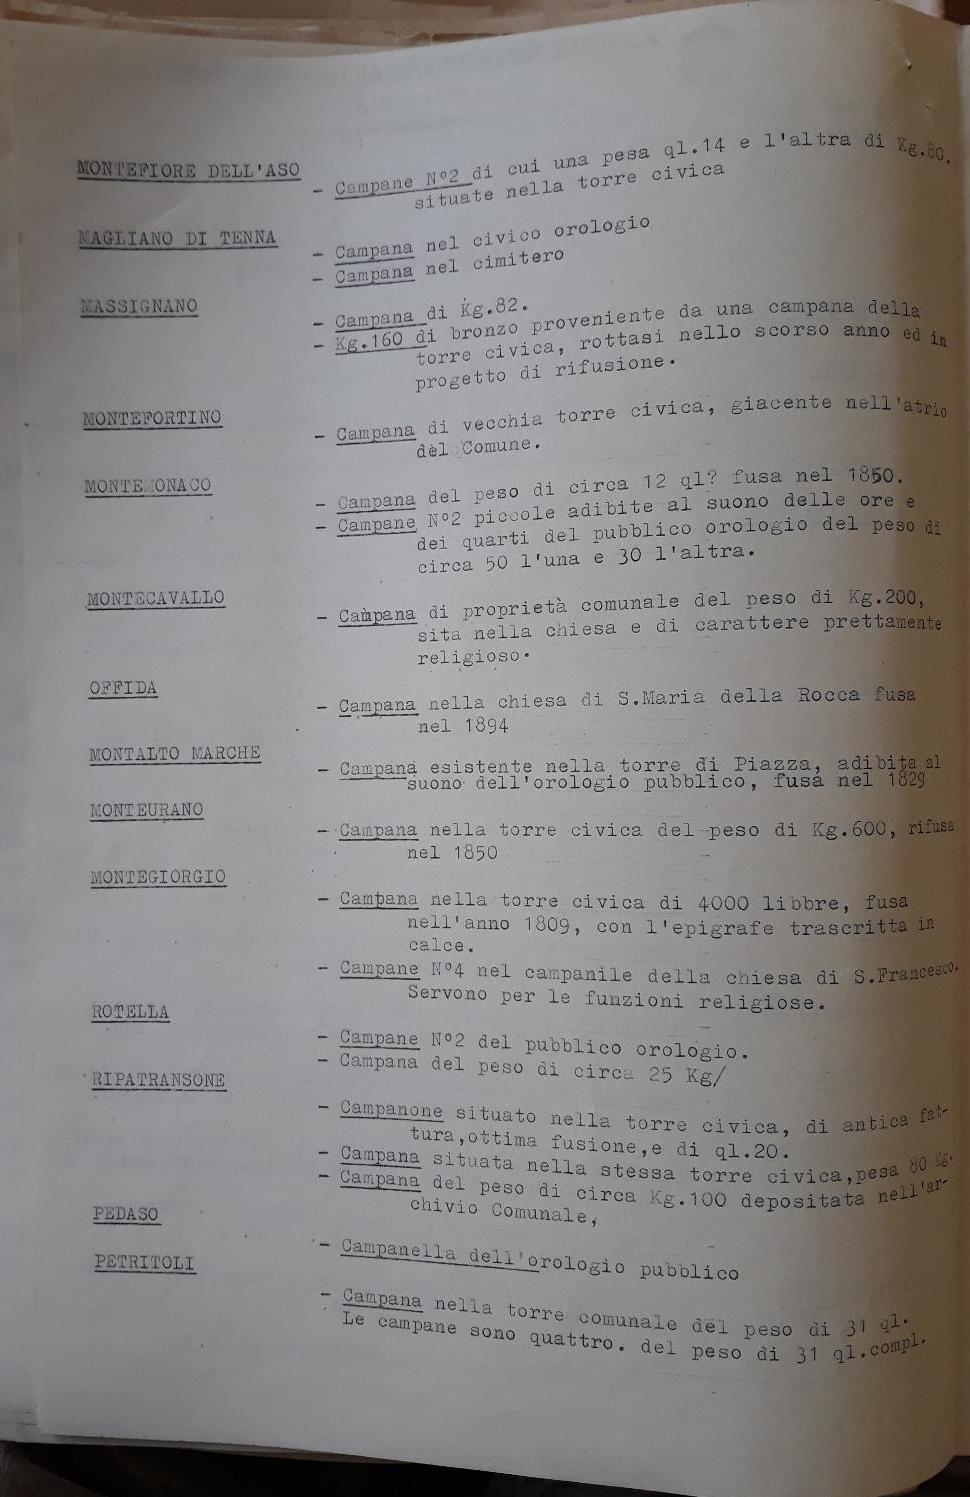 MONTEFIORE DELL'ASO
- Campane N°2 di cui una pesa ql.14 e l'altra di Kg.80,
situate nella torre civica
MAGLIANO DI TENNA
- Campana nel civico orologio
- Campana nel cimitero
MASSIGNANO
- Campana di Kg.82.
- Kg.160 di bronzo proveniente da una campana della
torre civica, rottasi nello scorso anno ed in
progetto di rifusione.
MONTEFORTINO
- Campana di vecchia torre civica, giacente nell'atrio
del Comune.
MONTEMONACO
- Campana del peso di circa 12 ql? fusa nel 1850.
- Campane N°2 piccole adibite al suono delle ore e
dei quarti del pubblico orologio del peso di
circa 50 l'una e 30 l'altra.
MONTECAVALLO
- Campana di proprietà comunale del peso di Kg.200,
sita nella chiesa e di carattere prettamente
religioso.
OFFIDA
- Campana nella chiesa di S.Maria della Rocca fusa
nel 1894
MONTALTO MARCHE
- Campana esistente nella torre di Piazza, adibita al
suono dell'orologio pubblico, fusa nel 1829
MONTEURANO
- Campana nella torre civica del peso di Kg.600, rifusa
nel 1850
MONTEGIORGIO
- Campana nella torre civica di 4000 libbre, fusa
nell'anno 1809, con l'epigrafe trascritta in
calce.
- Campane N°4 nel campanile della chiesa di S.Francesco.
Servono per le funzioni religiose.
ROTELLA
- Campane N°2 del pubblico orologio.
- Campana del peso di circa 25 Kg/
RIPATRANSONE
- Campanone situato nella torre civica, di antica fat-
tura,ottima fusione,e di ql.20.
- Campana situata nella stessa torre civica,pesa 80 Kg.
- Campana del peso di circa Kg.100 depositata nell'ar-
chivio Comunale,
PEDASO
- Campanella dell'orologio pubblico
PETRITOLI
- Campana nella torre comunale del peso di 31 ql.
Le campane sono quattro. del peso di 31 ql.compl.